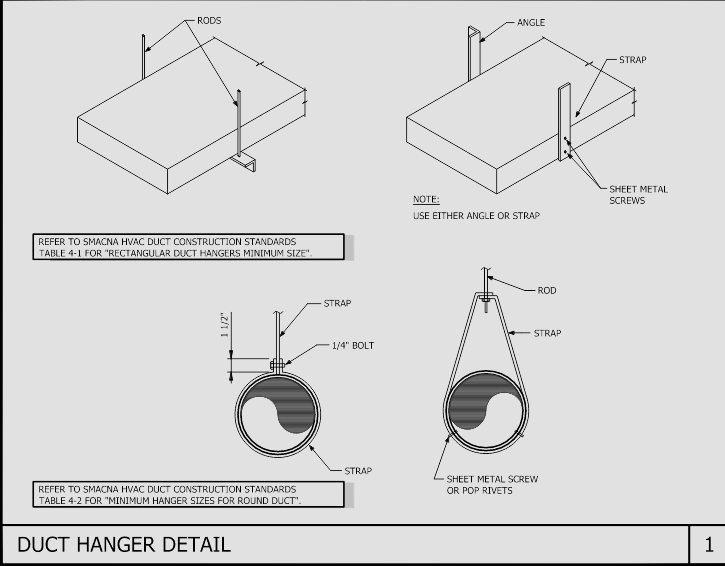 RODS
ANGLE
STRAP
SHEET METAL
SCREWS
NOTE:
USE EITHER ANGLE OR STRAP
REFER TO SMACNA HVAC DUCT CONSTRUCTION STANDARDS
TABLE 4-1 FOR "RECTANGULAR DUCT HANGERS MINIMUM SIZE".
ROD
STRAP
1 1/2"
1/4" BOLT
STRAP
STRAP
SHEET METAL SCREW
OR POP RIVETS
REFER TO SMACNA HVAC DUCT CONSTRUCTION STANDARDS
TABLE 4-2 FOR "MINIMUM HANGER SIZES FOR ROUND DUCT".
DUCT HANGER DETAIL
1